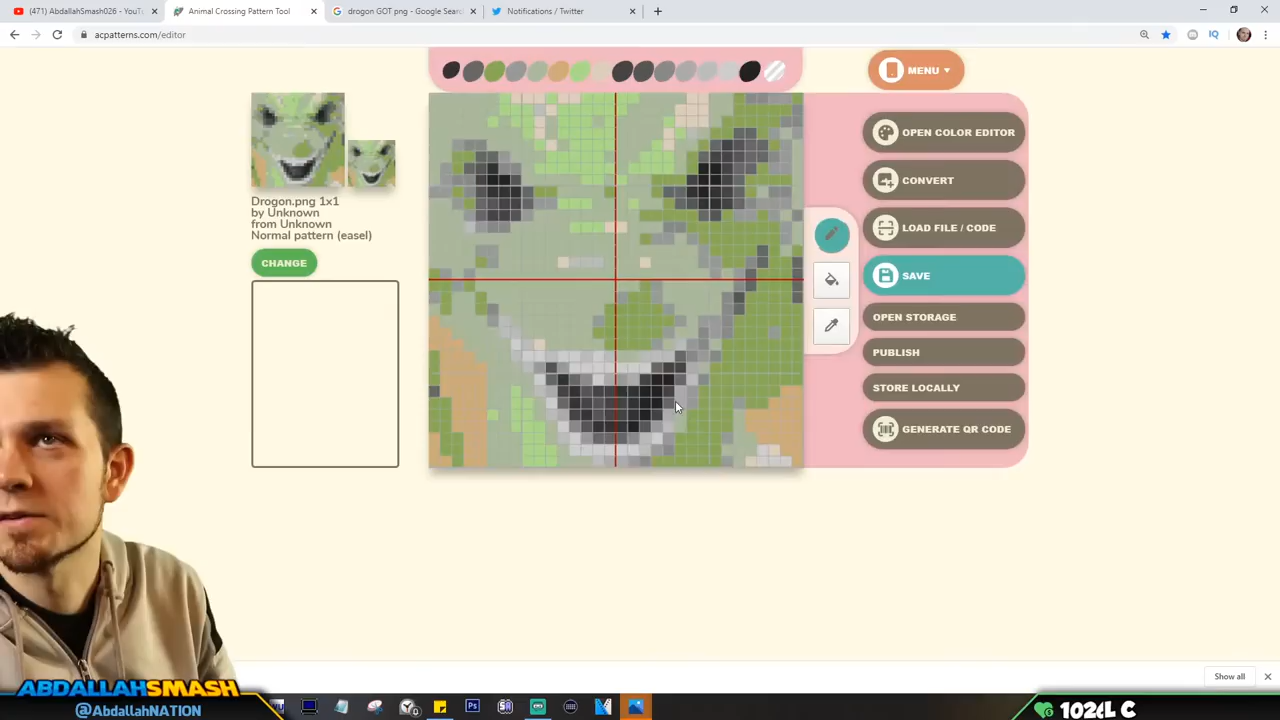 (471) AbdallahSmash026 - YouTu
Animal Crossing Pattern Tool
drogon GOT png - Google Searc
Notifications / Twitter
acpatterns.com/editor
MENU
OPEN COLOR EDITOR
CONVERT
LOAD FILE / CODE
SAVE
OPEN STORAGE
PUBLISH
STORE LOCALLY
GENERATE QR CODE
Drogon.png 1x1
by Unknown
from Unknown
Normal pattern (easel)
CHANGE
Show all
ABDALLAHSMASH
@AbdallahNATION